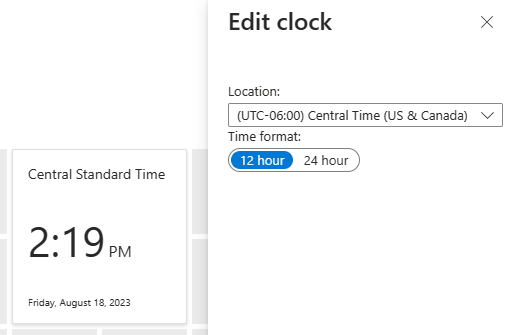 Edit clock
Location:
(UTC-06:00) Central Time (US & Canada)
Time format:
12 hour 24 hour
Central Standard Time
2:19 PM
Friday, August 18, 2023